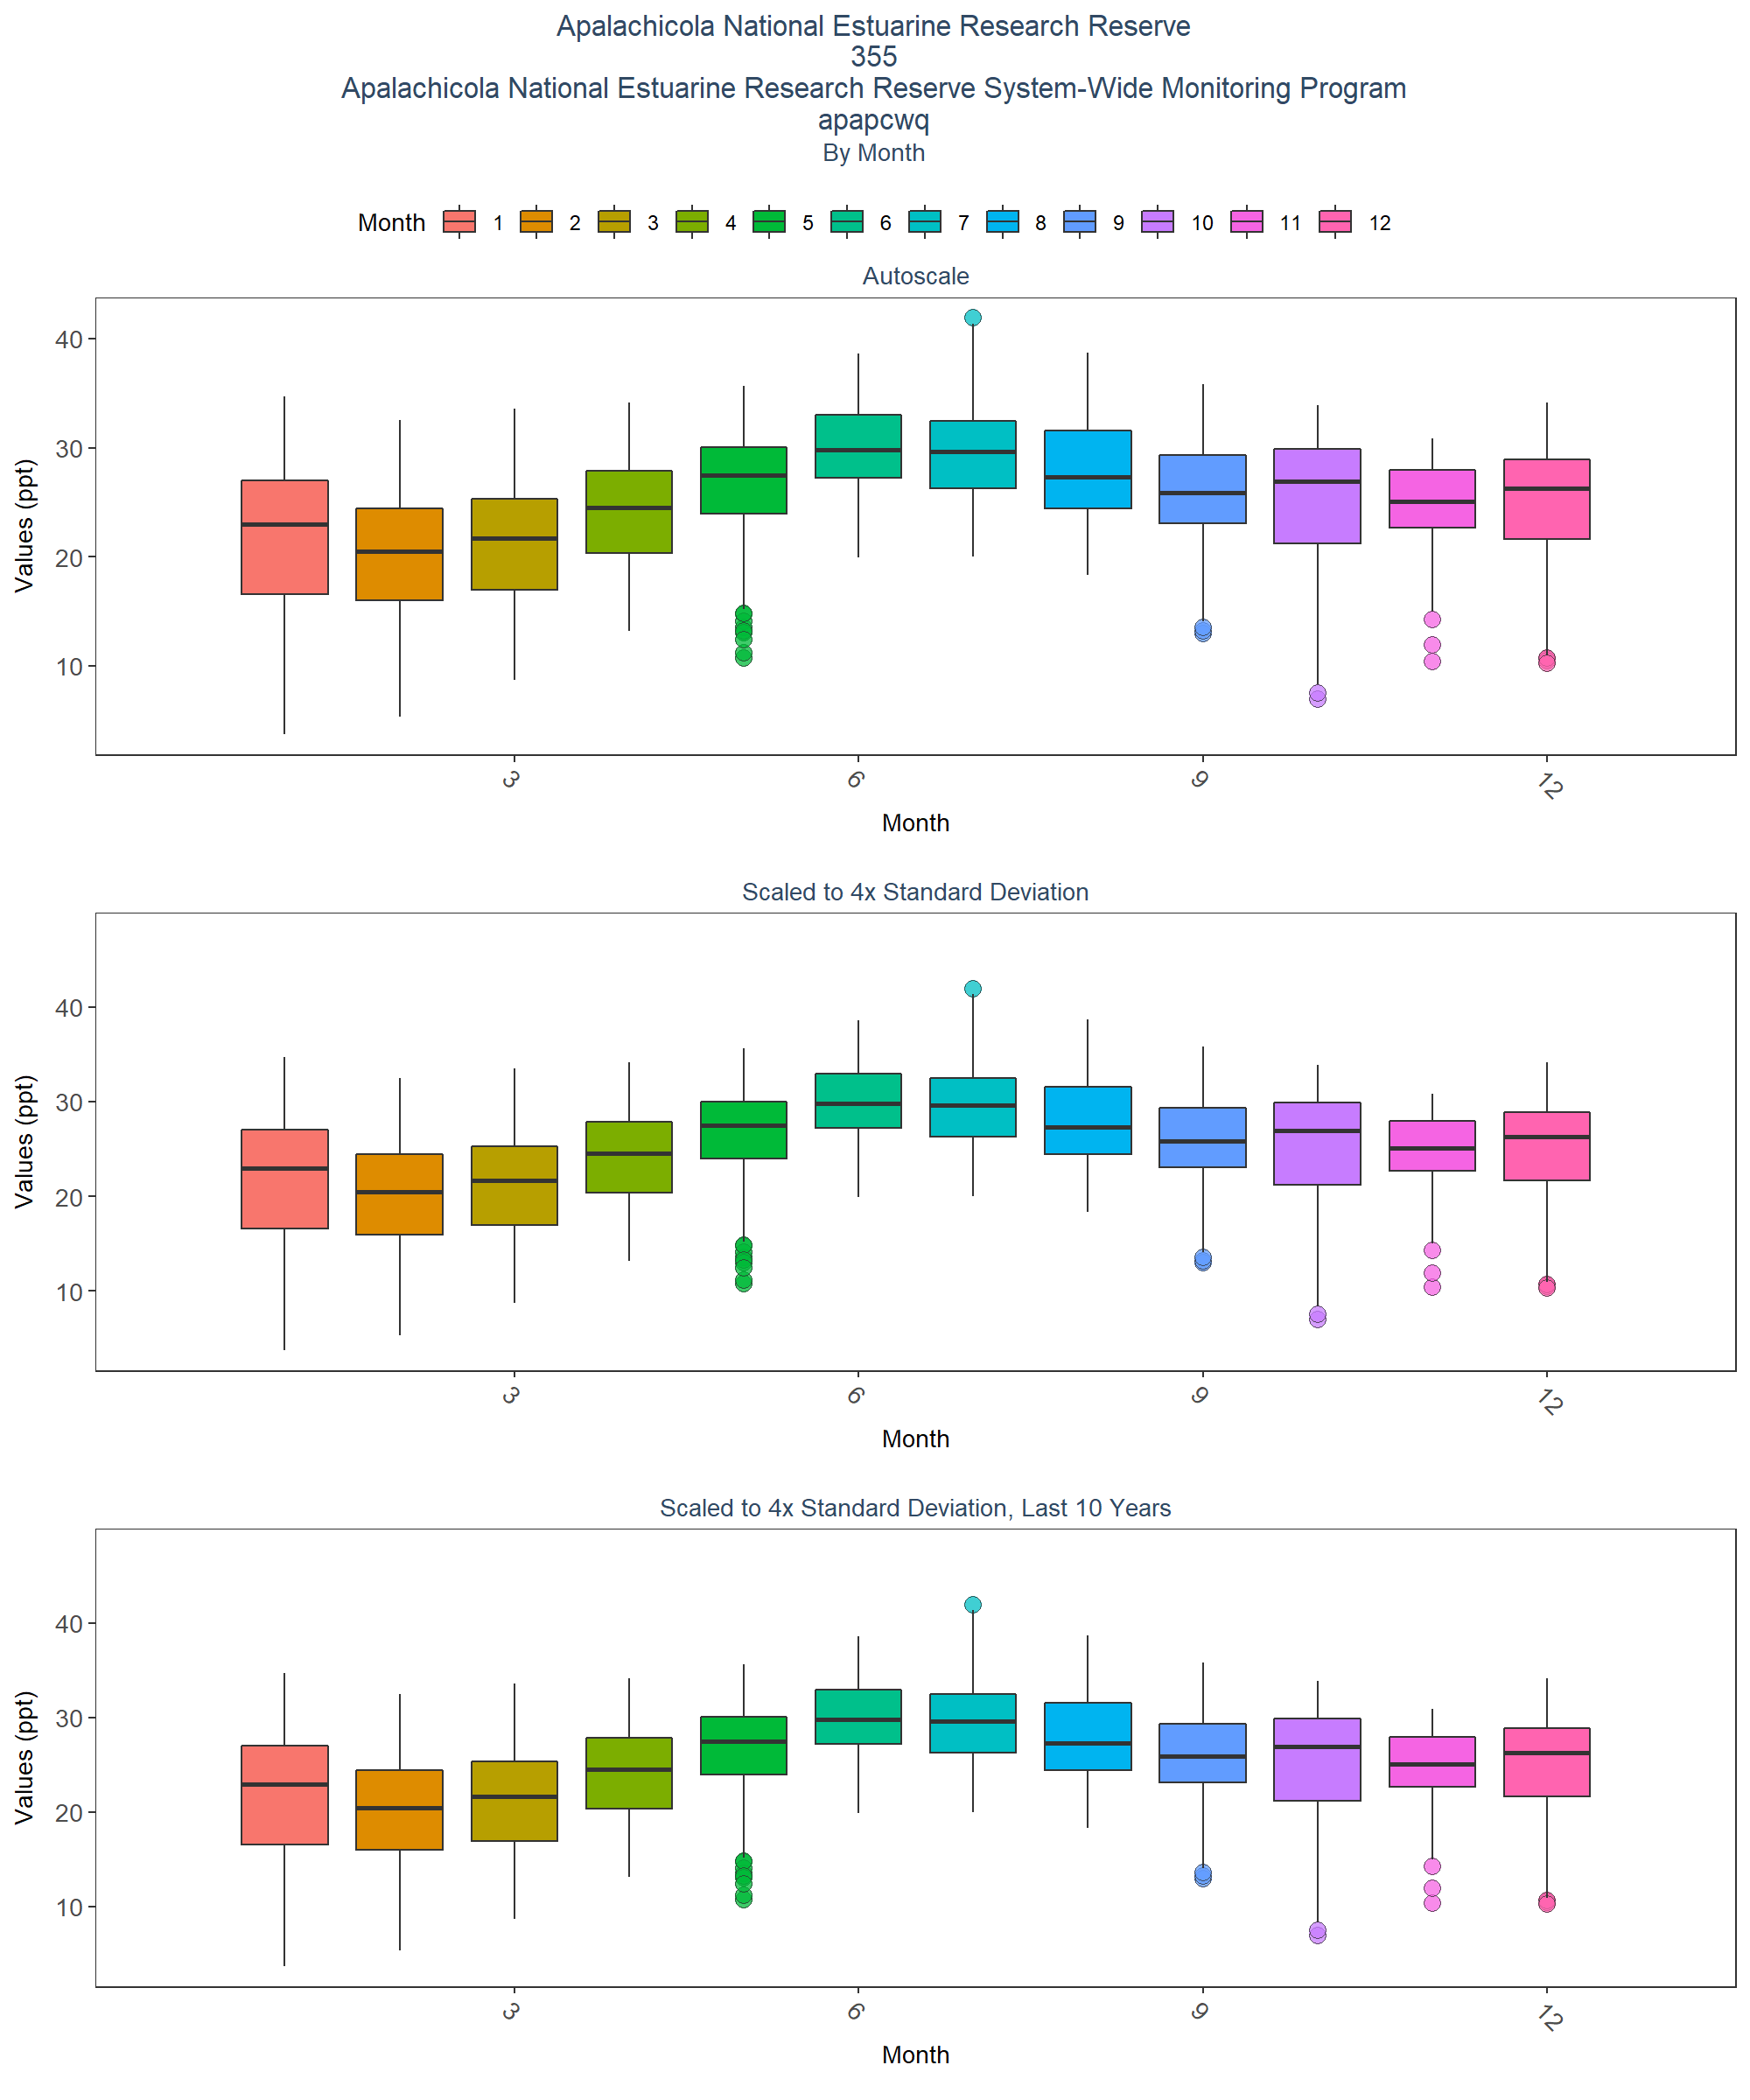 Apalachicola National Estuarine Research Reserve
355
Apalachicola National Estuarine Research Reserve System-Wide Monitoring Program
apapcwq
By Month
Month 1 2 3 4 5 6 7 8 9 10 11 12
Autoscale
Values (ppt)
40
30
20
10
3 6 9 12
Month
Scaled to 4x Standard Deviation
Values (ppt)
40
30
20
10
3 6 9 12
Month
Scaled to 4x Standard Deviation, Last 10 Years
Values (ppt)
40
30
20
10
3 6 9 12
Month